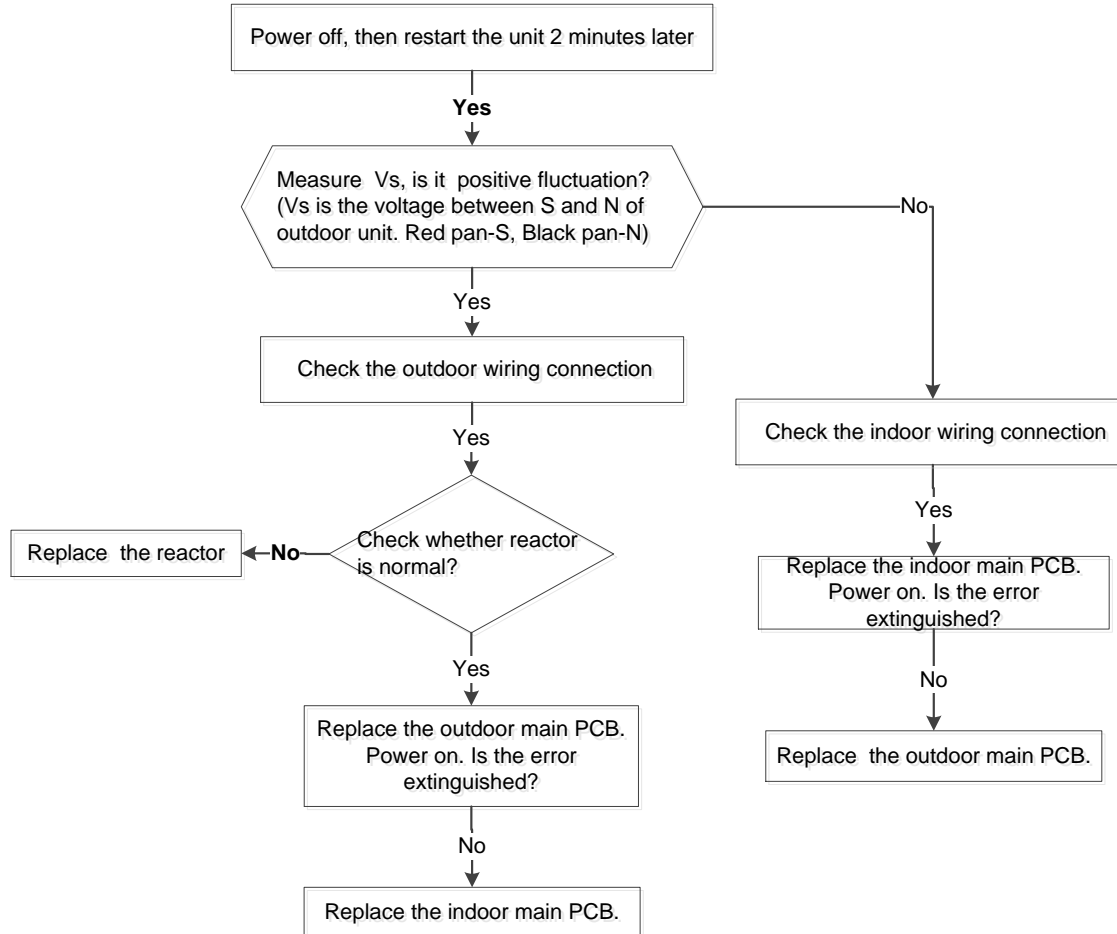 Power off, then restart the unit 2 minutes later
Yes
Measure Vs, is it positive fluctuation?
(Vs is the voltage between S and N of
outdoor unit. Red pan-S, Black pan-N)
No
Yes
Check the outdoor wiring connection
Yes
Check the indoor wiring connection
Yes
Check whether reactor
is normal?
No
Replace the reactor
Replace the indoor main PCB.
Power on. Is the error
extinguished?
Yes
No
Replace the outdoor main PCB.
Power on. Is the error
extinguished?
Replace the outdoor main PCB.
No
Replace the indoor main PCB.